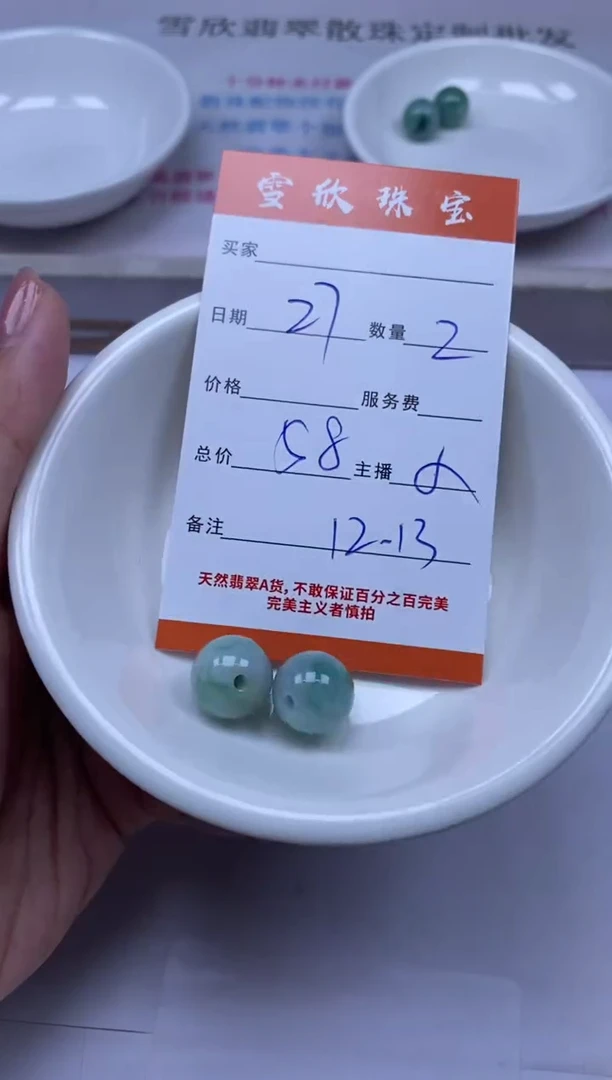 雪欣翡翠散珠定制批发
雪欣珠宝
买家
日期 27 数量 2
价格 服务费
总价 58 主播
备注 12-13
天然翡翠A货，不敢保证百分之百完美
完美主义者慎拍